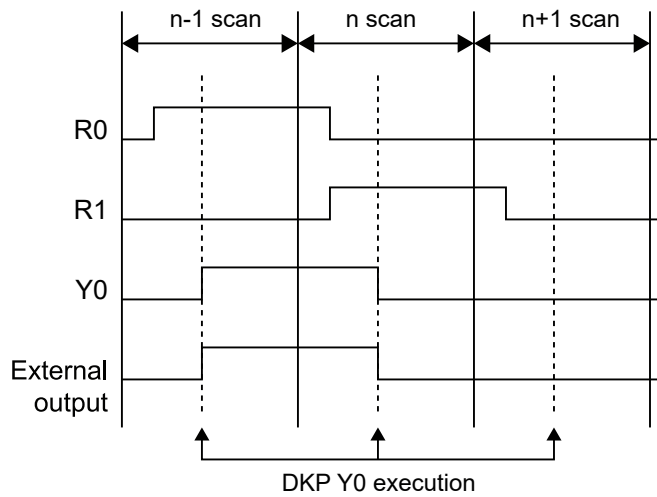 n-1 scan
n scan
n+1 scan
R0
R1
Y0
External
output
DKP Y0 execution